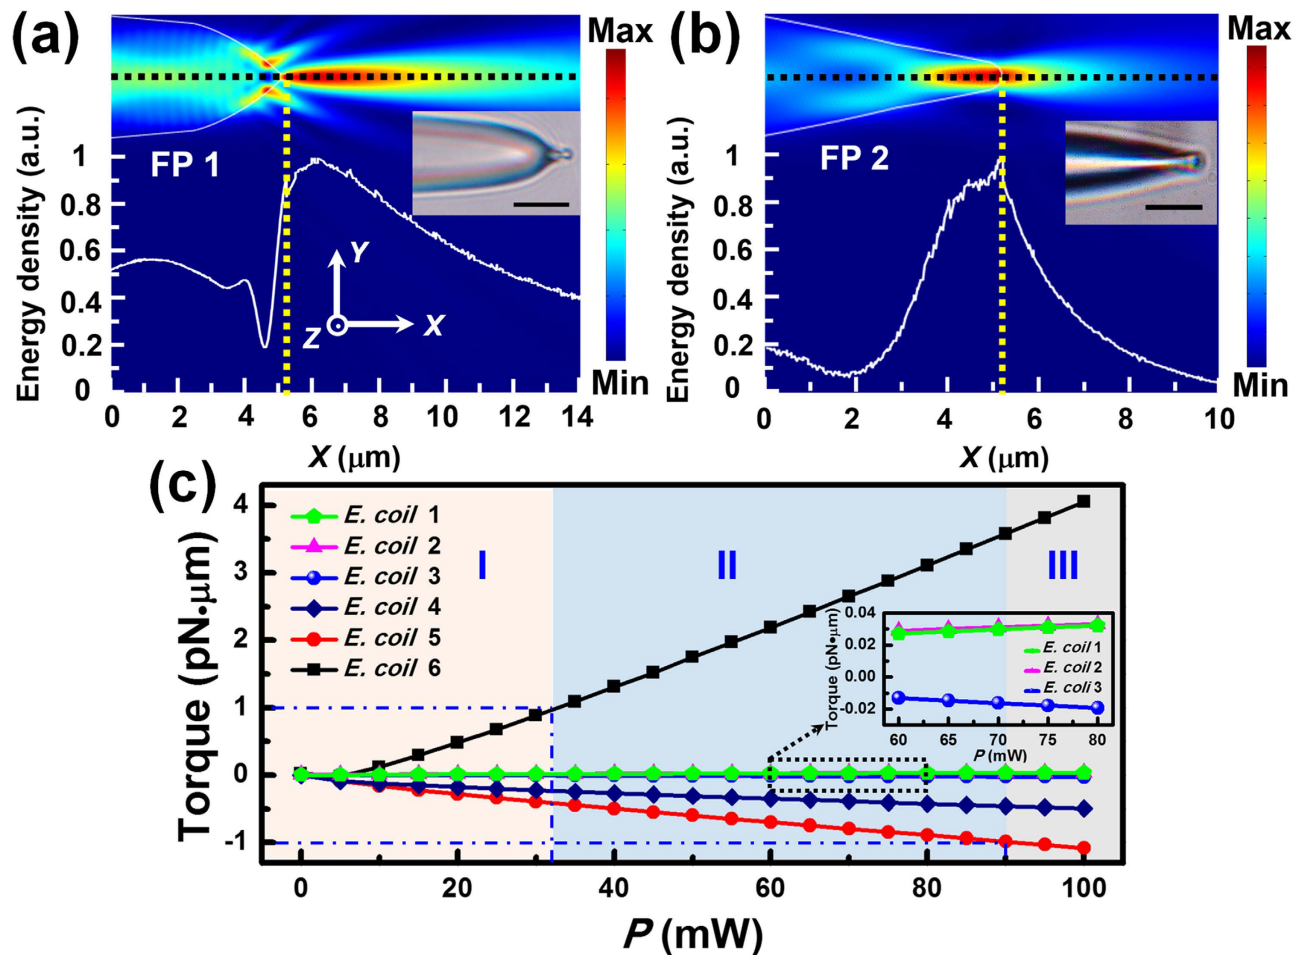 (a)
Max
Energy density (a.u.)
1
0.8
0.6
0.4
0.2
0
FP 1
Y
X
Z
Min
0 2 4 6 8 10 12 14
X (μm)
(b)
Max
Energy density (a.u.)
1
0.8
0.6
0.4
0.2
0
FP 2
Min
0 2 4 6 8 10
X (μm)
(c)
Torque (pN•μm)
4
3
2
1
0
-1
E. coil 1
E. coil 2
E. coil 3
E. coil 4
E. coil 5
E. coil 6
I
II
III
Torque (pN•μm)
0.04
0.02
0.00
-0.02
E. coil 1
E. coil 2
E. coli 3
60 65 70 75 80
P (mW)
0 20 40 60 80 100
P (mW)